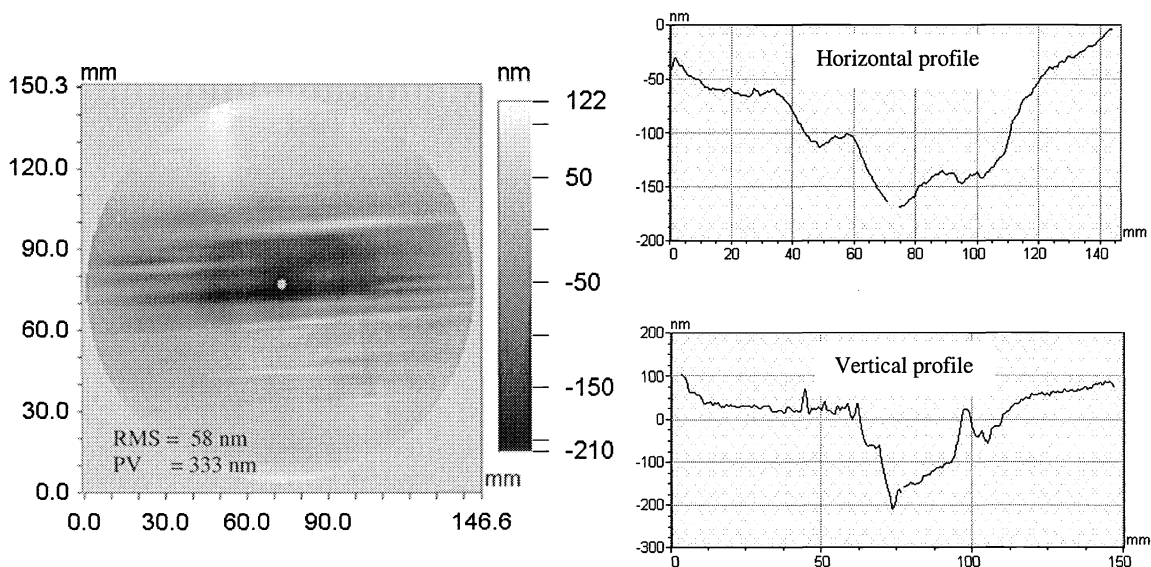 mm
150.3
120.0
90.0
60.0
30.0
0.0
RMS = 58 nm
PV = 333 nm
mm
0.0 30.0 60.0 90.0 146.6
nm
122
50
-50
-150
-210
nm
Horizontal profile
0
-50
-100
-150
-200
0 20 40 60 80 100 120 140
mm
nm
Vertical profile
200
100
0
-100
-200
-300
50 100 150
mm